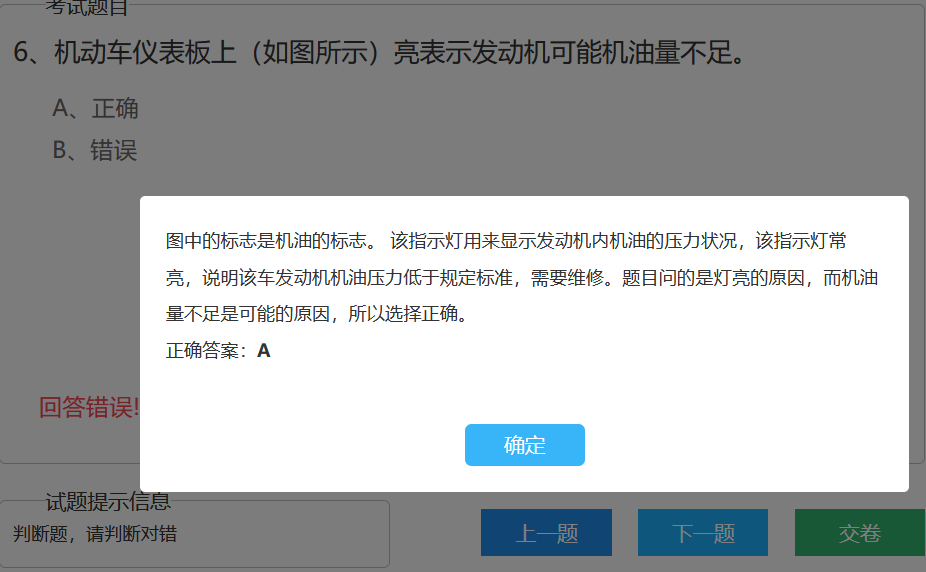 考试题目
6、机动车仪表板上（如图所示）亮表示发动机可能机油量不足。
A、正确
B、错误
图中的标志是机油的标志。 该指示灯用来显示发动机内机油的压力状况，该指示灯常
亮，说明该车发动机机油压力低于规定标准，需要维修。题目问的是灯亮的原因，而机油
量不足是可能的原因，所以选择正确。
正确答案：A
回答错误!
确定
试题提示信息
判断题，请判断对错
上一题
下一题
交卷